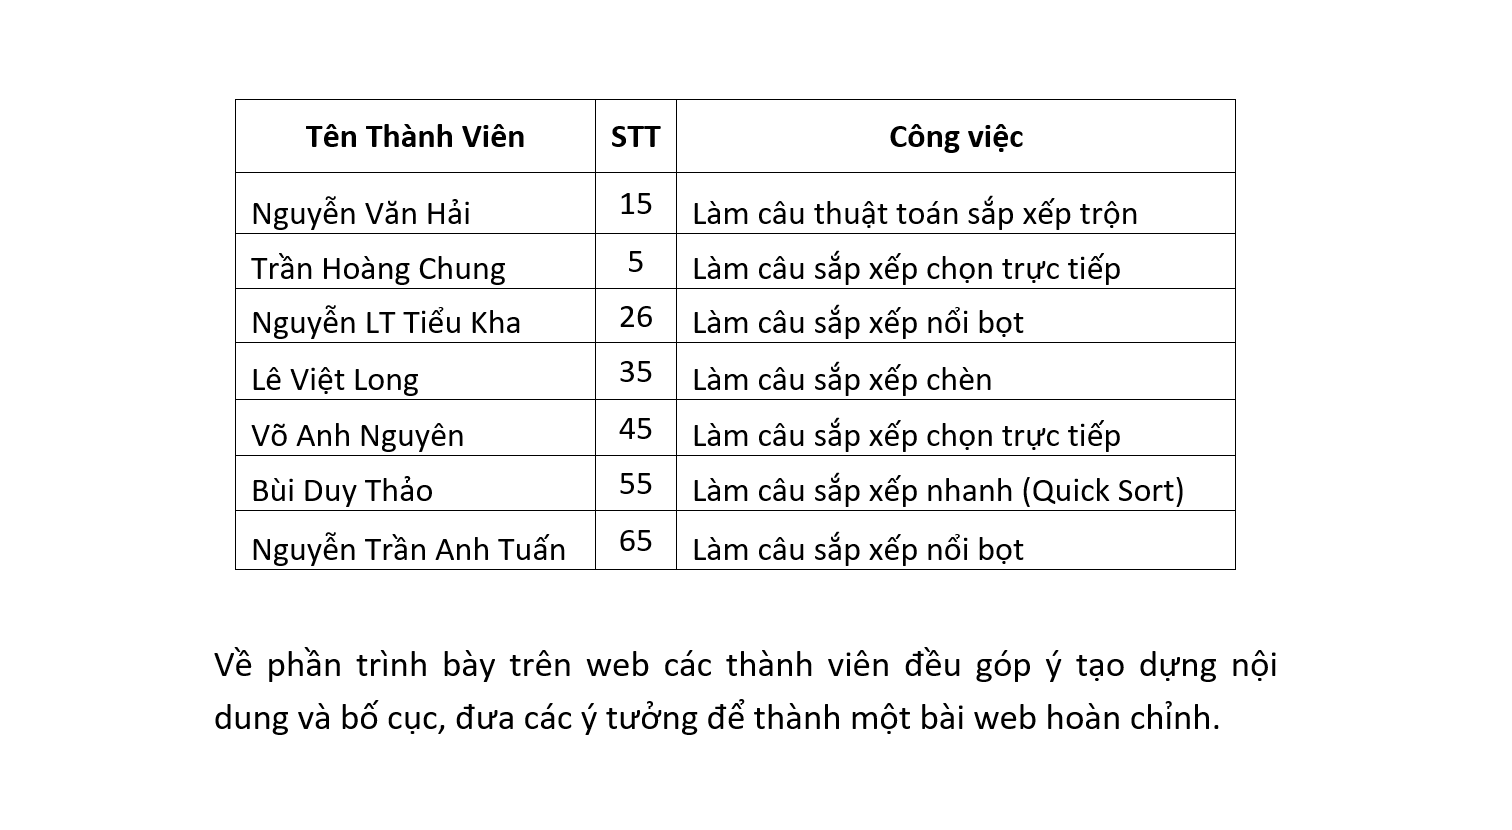 Tên Thành Viên STT Công việc
Nguyễn Văn Hải 15 Làm câu thuật toán sắp xếp trộn
Trần Hoàng Chung 5 Làm câu sắp xếp chọn trực tiếp
Nguyễn LT Tiểu Kha 26 Làm câu sắp xếp nổi bọt
Lê Việt Long 35 Làm câu sắp xếp chèn
Võ Anh Nguyên 45 Làm câu sắp xếp chọn trực tiếp
Bùi Duy Thảo 55 Làm câu sắp xếp nhanh (Quick Sort)
Nguyễn Trần Anh Tuấn 65 Làm câu sắp xếp nổi bọt
Về phần trình bày trên web các thành viên đều góp ý tạo dựng nội
dung và bố cục, đưa các ý tưởng để thành một bài web hoàn chỉnh.